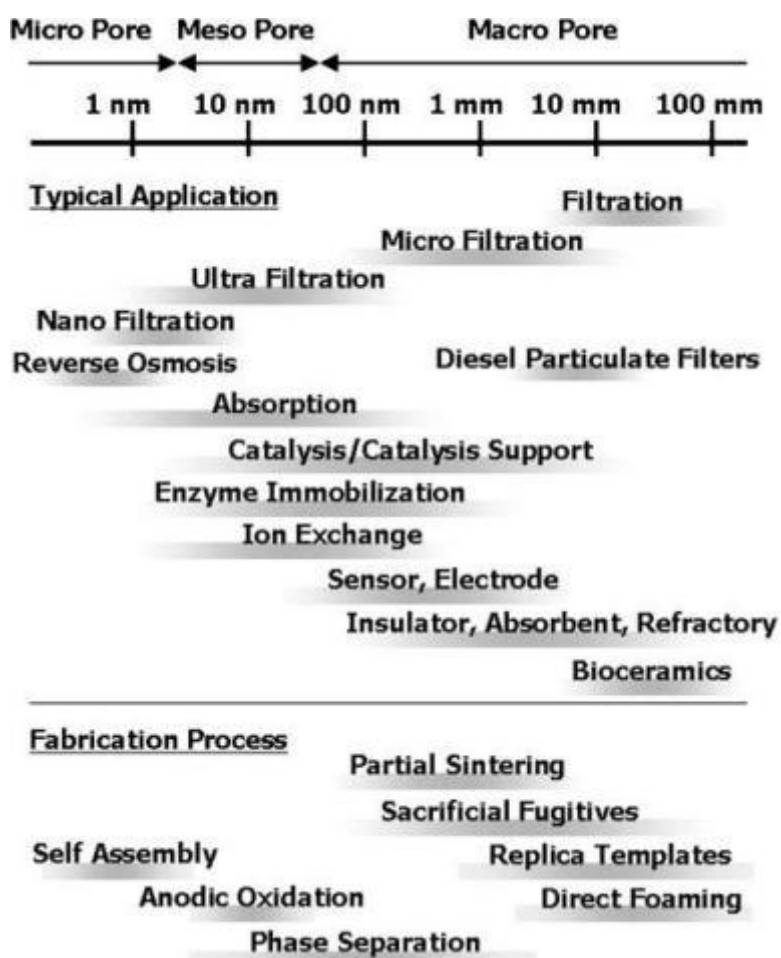 Micro Pore Meso Pore Macro Pore
1 nm 10 nm 100 nm 1 mm 10 mm 100 mm
Typical Application
Filtration
Micro Filtration
Ultra Filtration
Nano Filtration
Reverse Osmosis Diesel Particulate Filters
Absorption
Catalysis/Catalysis Support
Enzyme Immobilization
Ion Exchange
Sensor, Electrode
Insulator, Absorbent, Refractory
Bioceramics
Fabrication Process
Partial Sintering
Sacrificial Fugitives
Self Assembly Replica Templates
Anodic Oxidation Direct Foaming
Phase Separation